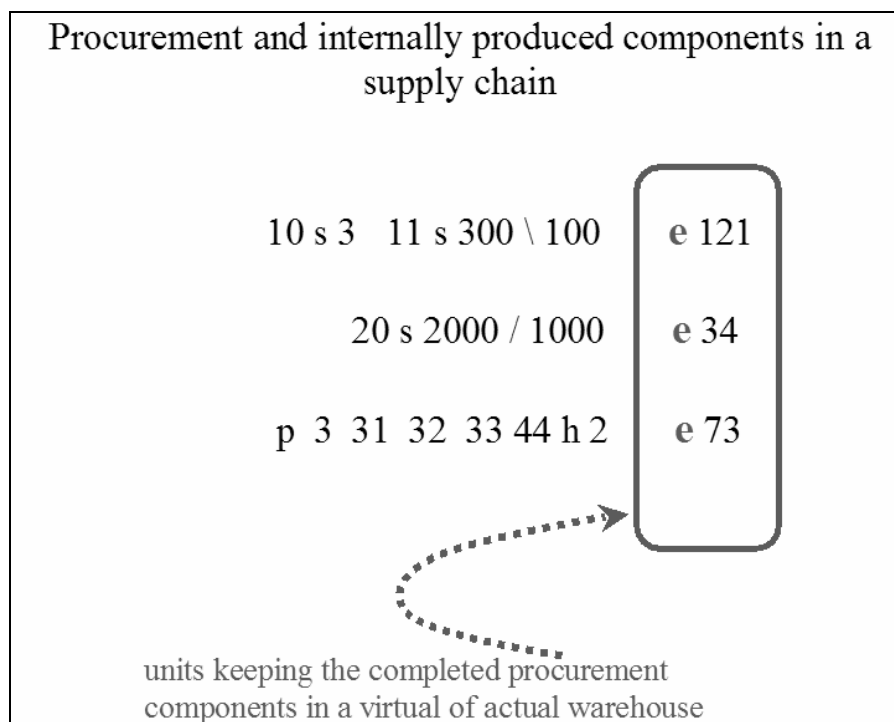 Procurement and internally produced components in a
supply chain
10 s 3 11 s 300 \ 100 e 121
20 s 2000 / 1000 e 34
p 3 31 32 33 44 h 2 e 73
units keeping the completed procurement
components in a virtual of actual warehouse